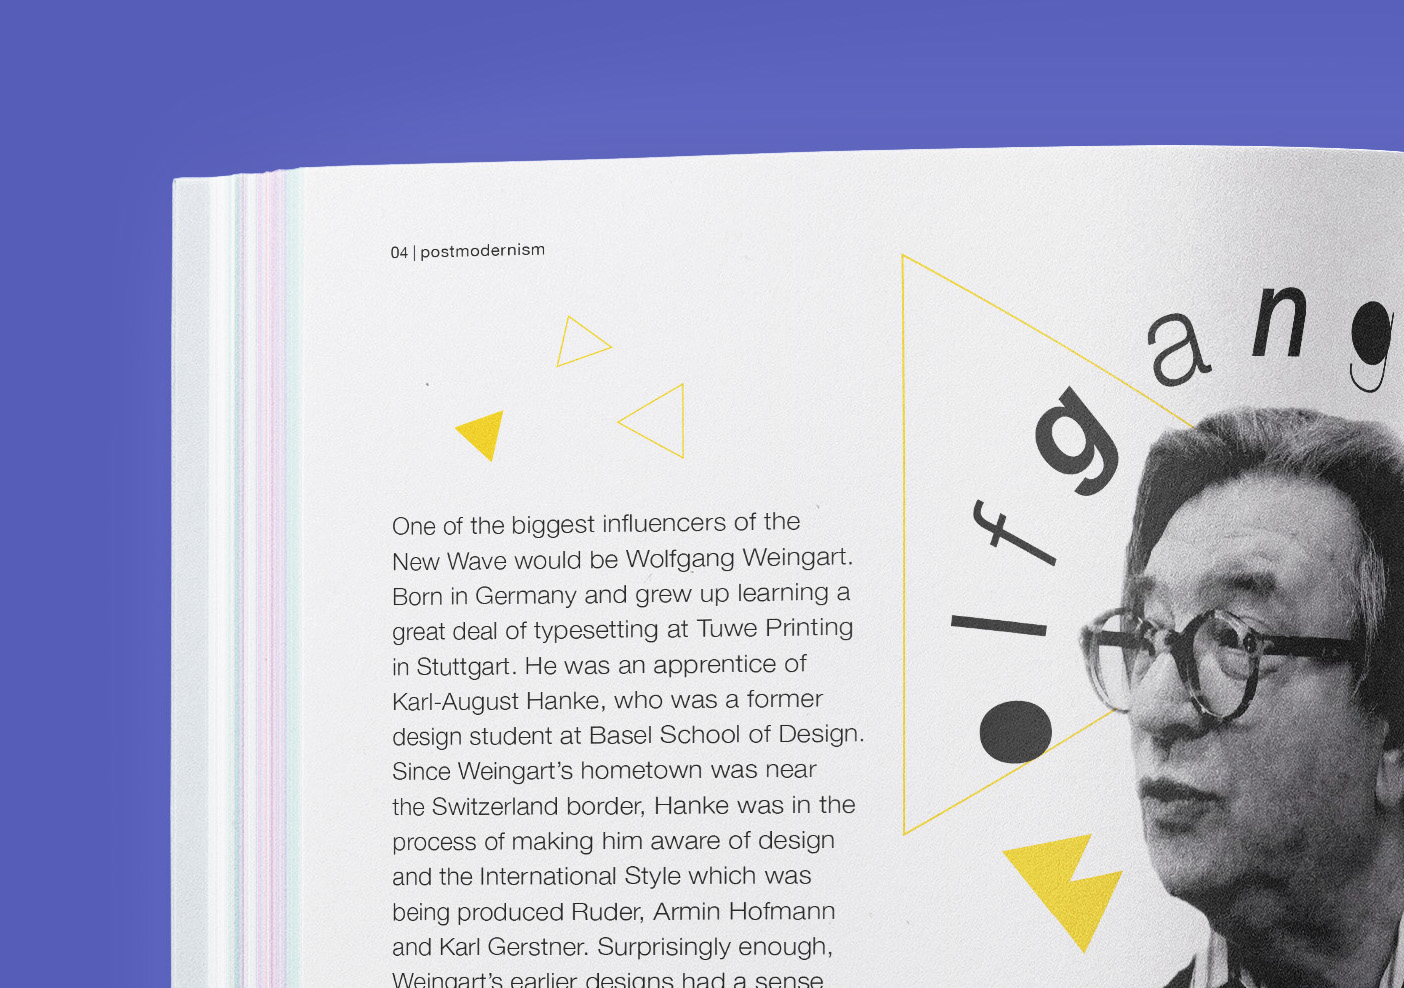 04 | postmodernism
Wolfgang
One of the biggest influencers of the
New Wave would be Wolfgang Weingart.
Born in Germany and grew up learning a
great deal of typesetting at Tuwe Printing
in Stuttgart. He was an apprentice of
Karl-August Hanke, who was a former
design student at Basel School of Design.
Since Weingart’s hometown was near
the Switzerland border, Hanke was in the
process of making him aware of design
and the International Style which was
being produced Ruder, Armin Hofmann
and Karl Gerstner. Surprisingly enough,
Weingart’s earlier designs had a sense